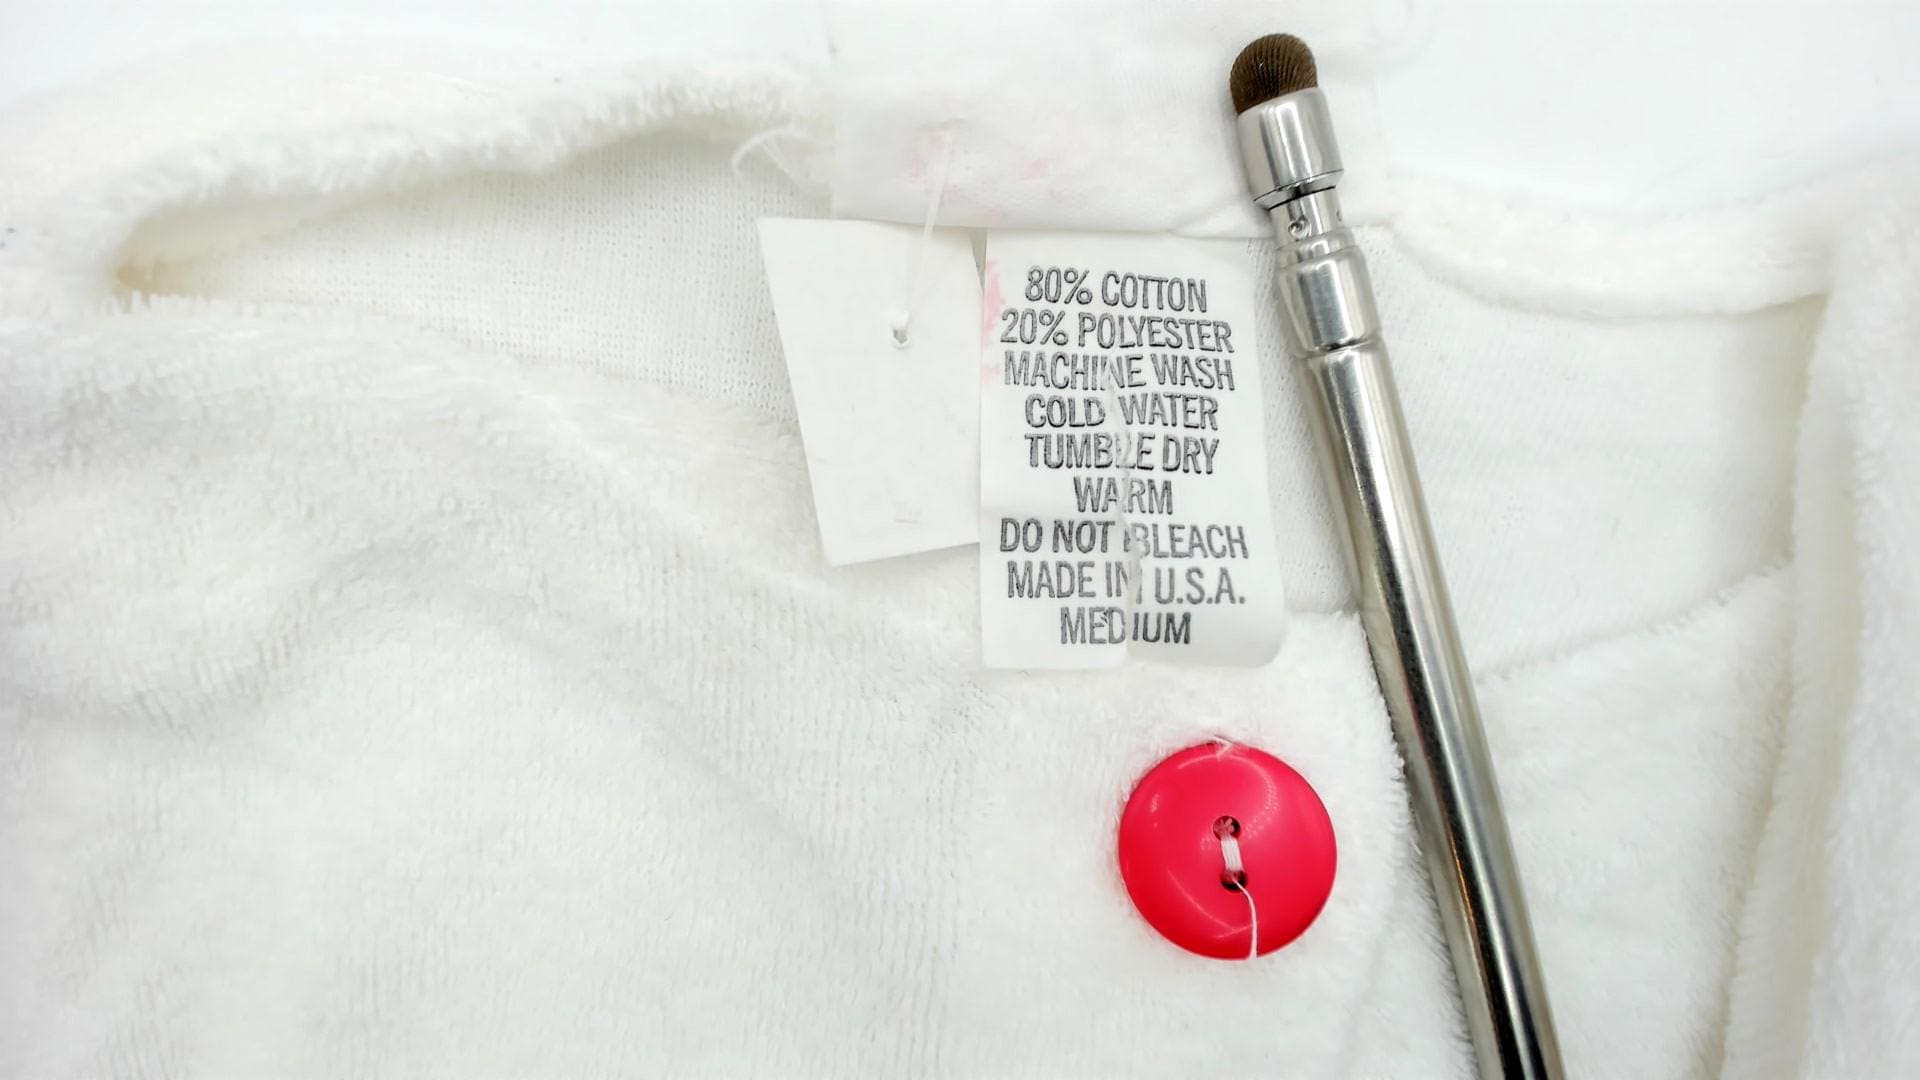 80% COTTON
20% POLYESTER
MACHINE WASH
COLD WATER
TUMBLE DRY
WARM
DO NOT BLEACH
MADE IN U.S.A.
MEDIUM